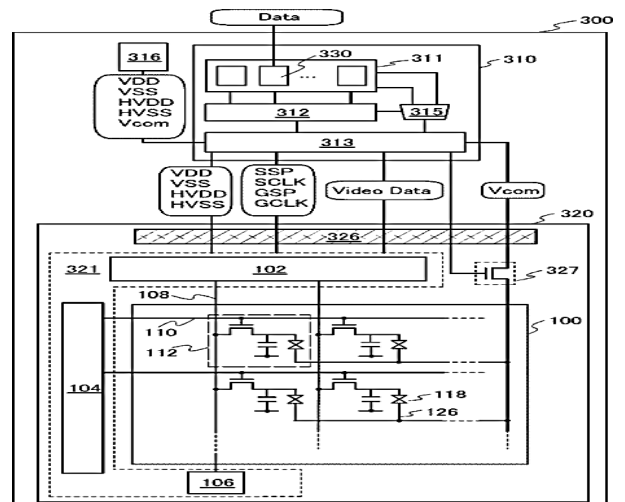 Data
300
316
330
311
310
VDD
VSS
HVDD
HVSS
Vcom
...
312
315
313
VDD
VSS
HVDD
HVSS
SSP
SCLK
GSP
GCLK
Video Data
Vcom
320
326
321
102
327
108
110
100
112
104
118
126
106